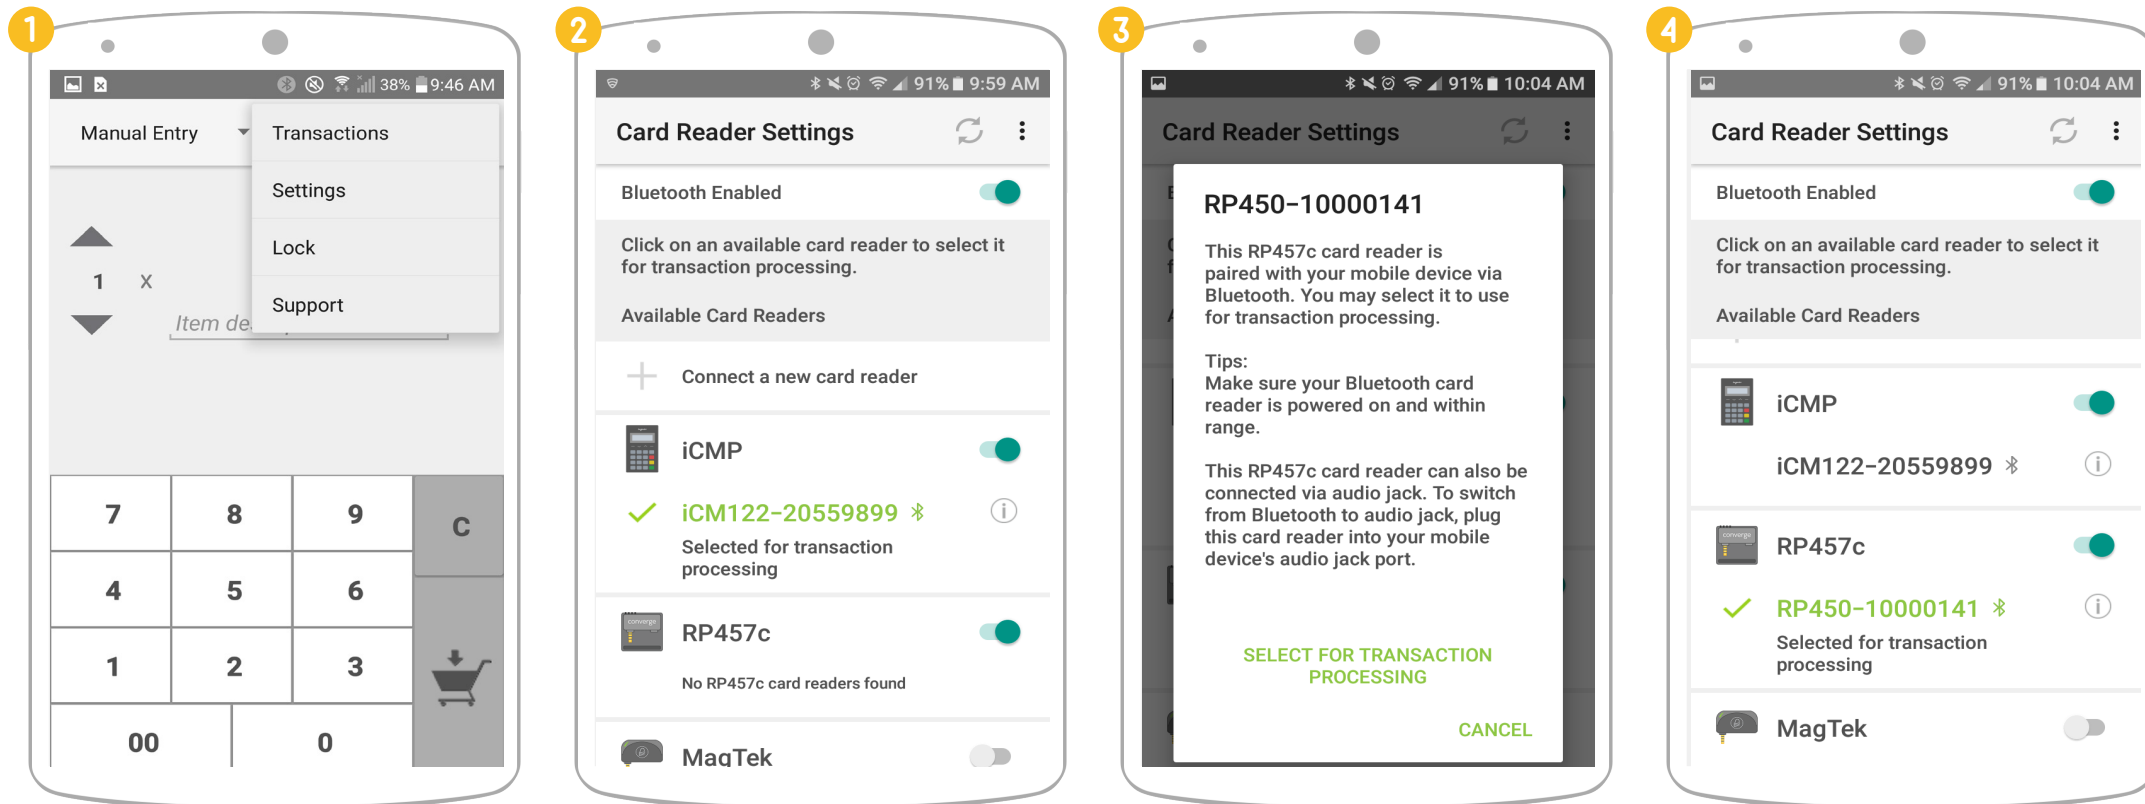 1
38% 9:46 AM
Manual Entry
Transactions
Settings
Lock
Support
1 x
Item de
7 8 9 C
4 5 6
1 2 3
00 0
2
91% 9:59 AM
Card Reader Settings
Bluetooth Enabled
Click on an available card reader to select it
for transaction processing.
Available Card Readers
Connect a new card reader
iCMP
iCM122-20559899
Selected for transaction
processing
converge
RP457c
No RP457c card readers found
MagTek
3
91% 10:04 AM
Card Reader Settings
RP450-10000141
This RP457c card reader is
paired with your mobile device via
Bluetooth. You may select it to use
for transaction processing.
Tips:
Make sure your Bluetooth card
reader is powered on and within
range.
This RP457c card reader can also be
connected via audio jack. To switch
from Bluetooth to audio jack, plug
this card reader into your mobile
device's audio jack port.
SELECT FOR TRANSACTION
PROCESSING
CANCEL
4
91% 10:04 AM
Card Reader Settings
Bluetooth Enabled
Click on an available card reader to select it
for transaction processing.
Available Card Readers
iCMP
iCM122-20559899
converge
RP457c
RP450-10000141
Selected for transaction
processing
MagTek